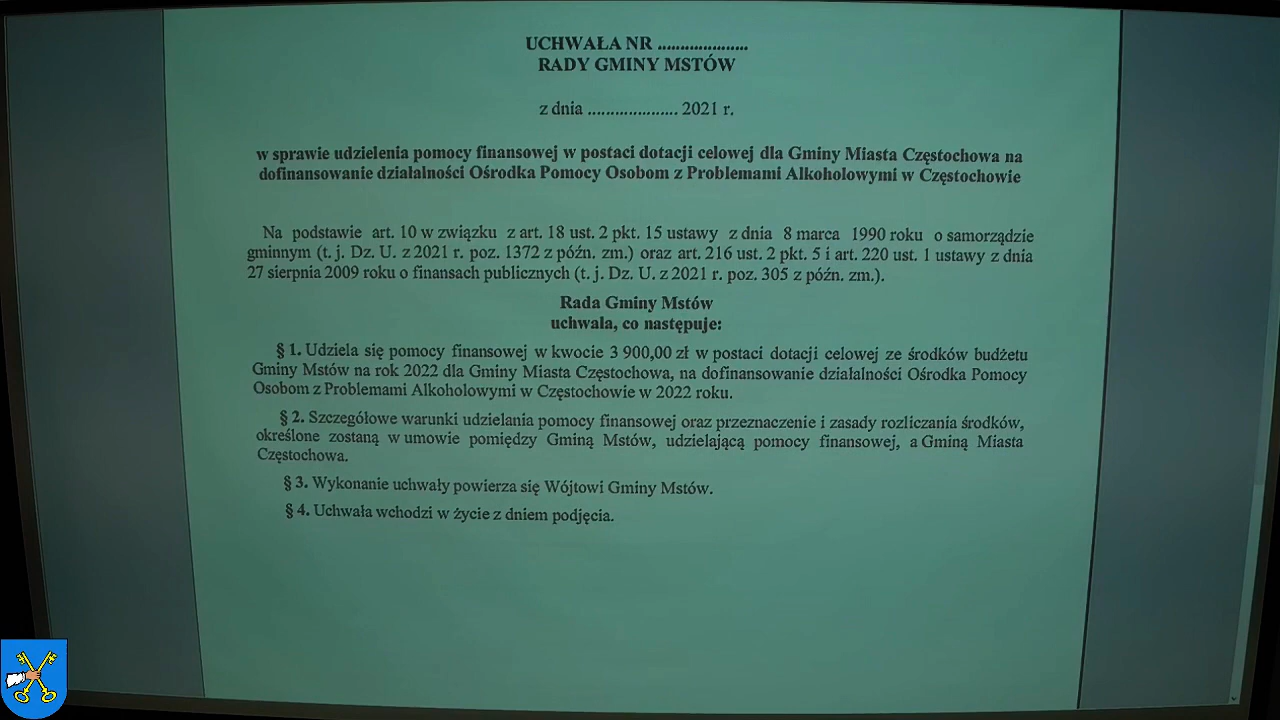 UCHWAŁA NR ....................
RADY GMINY MSTÓW
z dnia .................... 2021 r.
w sprawie udzielenia pomocy finansowej w postaci dotacji celowej dla Gminy Miasta Częstochowa na
dofinansowanie działalności Ośrodka Pomocy Osobom z Problemami Alkoholowymi w Częstochowie
Na podstawie art. 10 w związku z art. 18 ust. 2 pkt. 15 ustawy z dnia 8 marca 1990 roku o samorządzie
gminnym (t. j. Dz. U. z 2021 r. poz. 1372 z późn. zm.) oraz art. 216 ust. 2 pkt. 5 i art. 220 ust. 1 ustawy z dnia
27 sierpnia 2009 roku o finansach publicznych (t. j. Dz. U. z 2021 r. poz. 305 z późn. zm.).
Rada Gminy Mstów
uchwala, co następuje:
§ 1. Udziela się pomocy finansowej w kwocie 3 900,00 zł w postaci dotacji celowej ze środków budżetu
Gminy Mstów na rok 2022 dla Gminy Miasta Częstochowa, na dofinansowanie działalności Ośrodka Pomocy
Osobom z Problemami Alkoholowymi w Częstochowie w 2022 roku.
§ 2. Szczegółowe warunki udzielania pomocy finansowej oraz przeznaczenie i zasady rozliczania środków,
określone zostaną w umowie pomiędzy Gminą Mstów, udzielającą pomocy finansowej, a Gminą Miasta
Częstochowa.
§ 3. Wykonanie uchwały powierza się Wójtowi Gminy Mstów.
§ 4. Uchwała wchodzi w życie z dniem podjęcia.